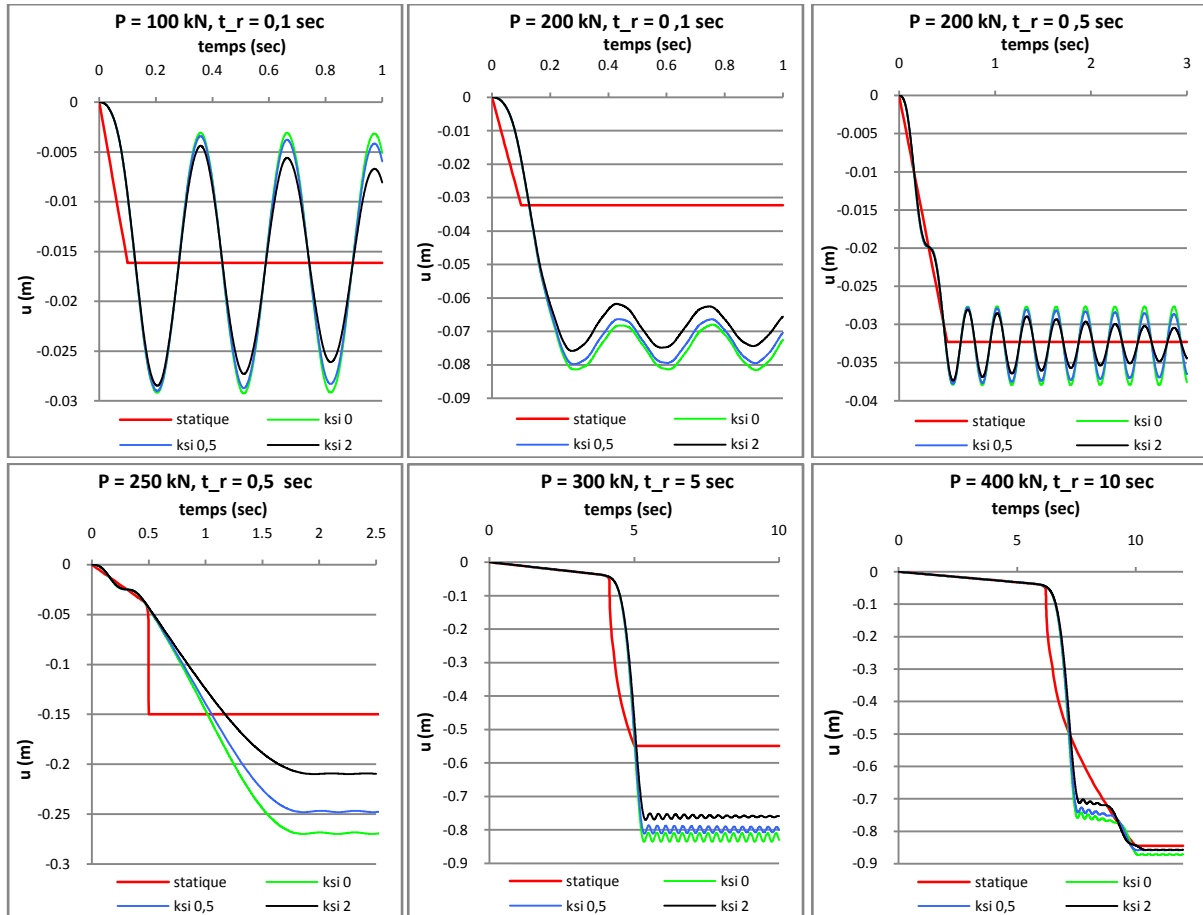 P = 100 kN, t_r = 0,1 sec
temps (sec)
0 0.2 0.4 0.6 0.8 1
0
-0.005
-0.01
-0.015
-0.02
-0.025
-0.03
u (m)
statique ksi 0
ksi 0,5 ksi 2
P = 200 kN, t_r = 0 ,1 sec
temps (sec)
0 0.2 0.4 0.6 0.8 1
0
-0.01
-0.02
-0.03
-0.04
-0.05
-0.06
-0.07
-0.08
-0.09
u (m)
statique ksi 0
ksi 0,5 ksi 2
P = 200 kN, t_r = 0 ,5 sec
temps (sec)
0 1 2 3
0
-0.005
-0.01
-0.015
-0.02
-0.025
-0.03
-0.035
-0.04
u (m)
statique ksi 0
ksi 0,5 ksi 2
P = 250 kN, t_r = 0,5 sec
temps (sec)
0 0.5 1 1.5 2 2.5
0
-0.05
-0.1
-0.15
-0.2
-0.25
-0.3
u (m)
statique ksi 0
ksi 0,5 ksi 2
P = 300 kN, t_r = 5 sec
temps (sec)
0 5 10
0
-0.1
-0.2
-0.3
-0.4
-0.5
-0.6
-0.7
-0.8
-0.9
u (m)
statique ksi 0
ksi 0,5 ksi 2
P = 400 kN, t_r = 10 sec
temps (sec)
0 5 10
0
-0.1
-0.2
-0.3
-0.4
-0.5
-0.6
-0.7
-0.8
-0.9
u (m)
statique ksi 0
ksi 0,5 ksi 2